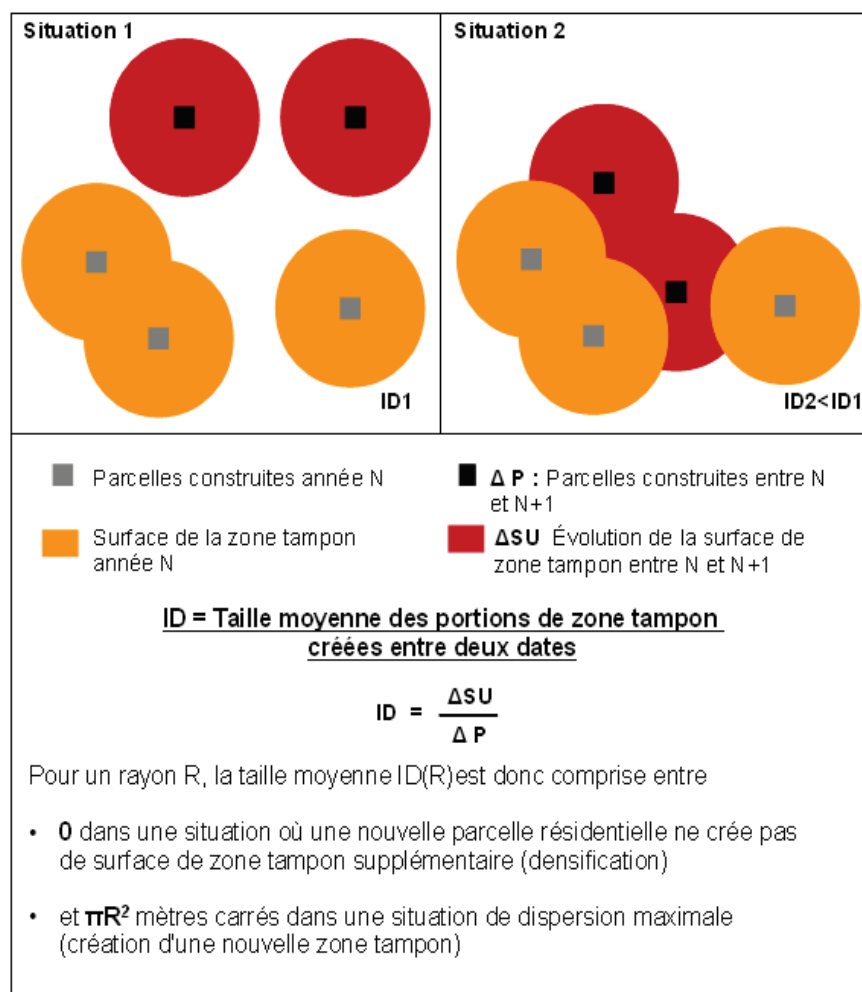 Situation 1
Situation 2
ID1
ID2<ID1
Parcelles construites année N
Δ P : Parcelles construites entre N
et N+1
Surface de la zone tampon
année N
ΔSU Évolution de la surface de
zone tampon entre N et N+1
ID = Taille moyenne des portions de zone tampon
créées entre deux dates
ID = ΔSU
Δ P
Pour un rayon R, la taille moyenne ID(R)est donc comprise entre
• 0 dans une situation où une nouvelle parcelle résidentielle ne crée pas
de surface de zone tampon supplémentaire (densification)
• et πR² mètres carrés dans une situation de dispersion maximale
(création d'une nouvelle zone tampon)